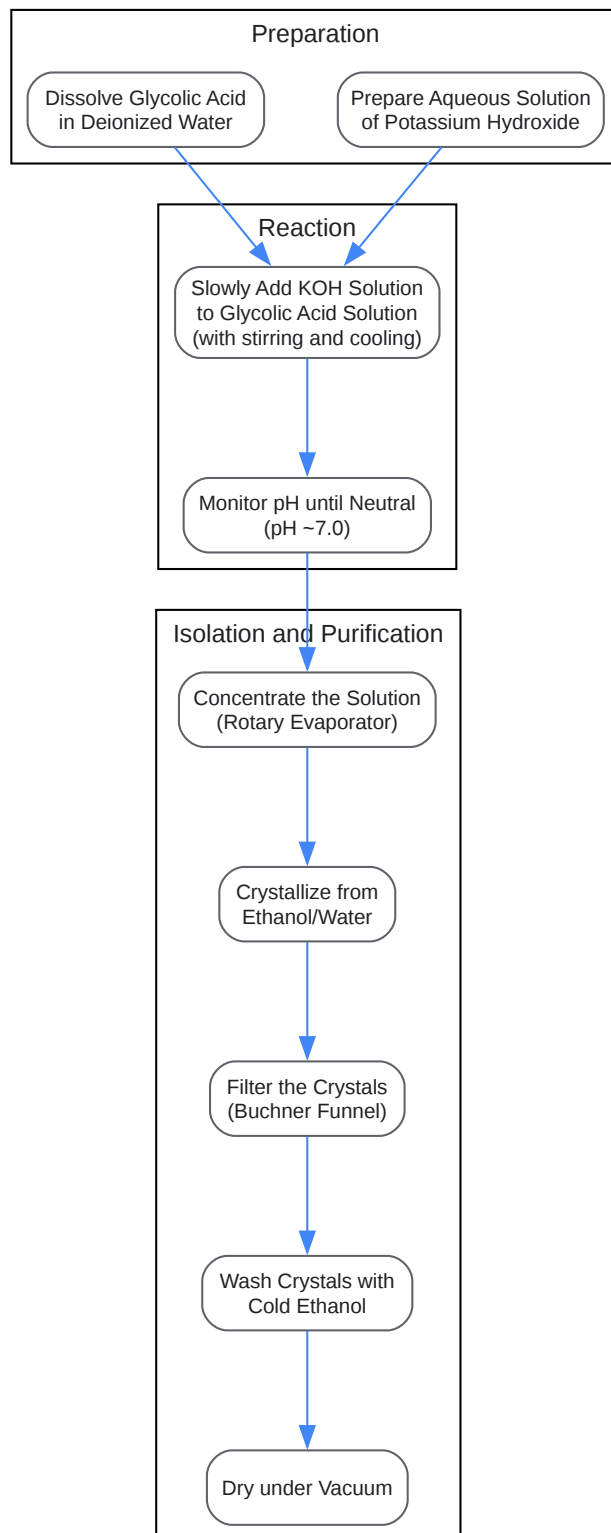 Preparation
Dissolve Glycolic Acid
in Deionized Water
Prepare Aqueous Solution
of Potassium Hydroxide
Reaction
Slowly Add KOH Solution
to Glycolic Acid Solution
(with stirring and cooling)
Monitor pH until Neutral
(pH ~7.0)
Isolation and Purification
Concentrate the Solution
(Rotary Evaporator)
Crystallize from
Ethanol/Water
Filter the Crystals
(Buchner Funnel)
Wash Crystals with
Cold Ethanol
Dry under Vacuum